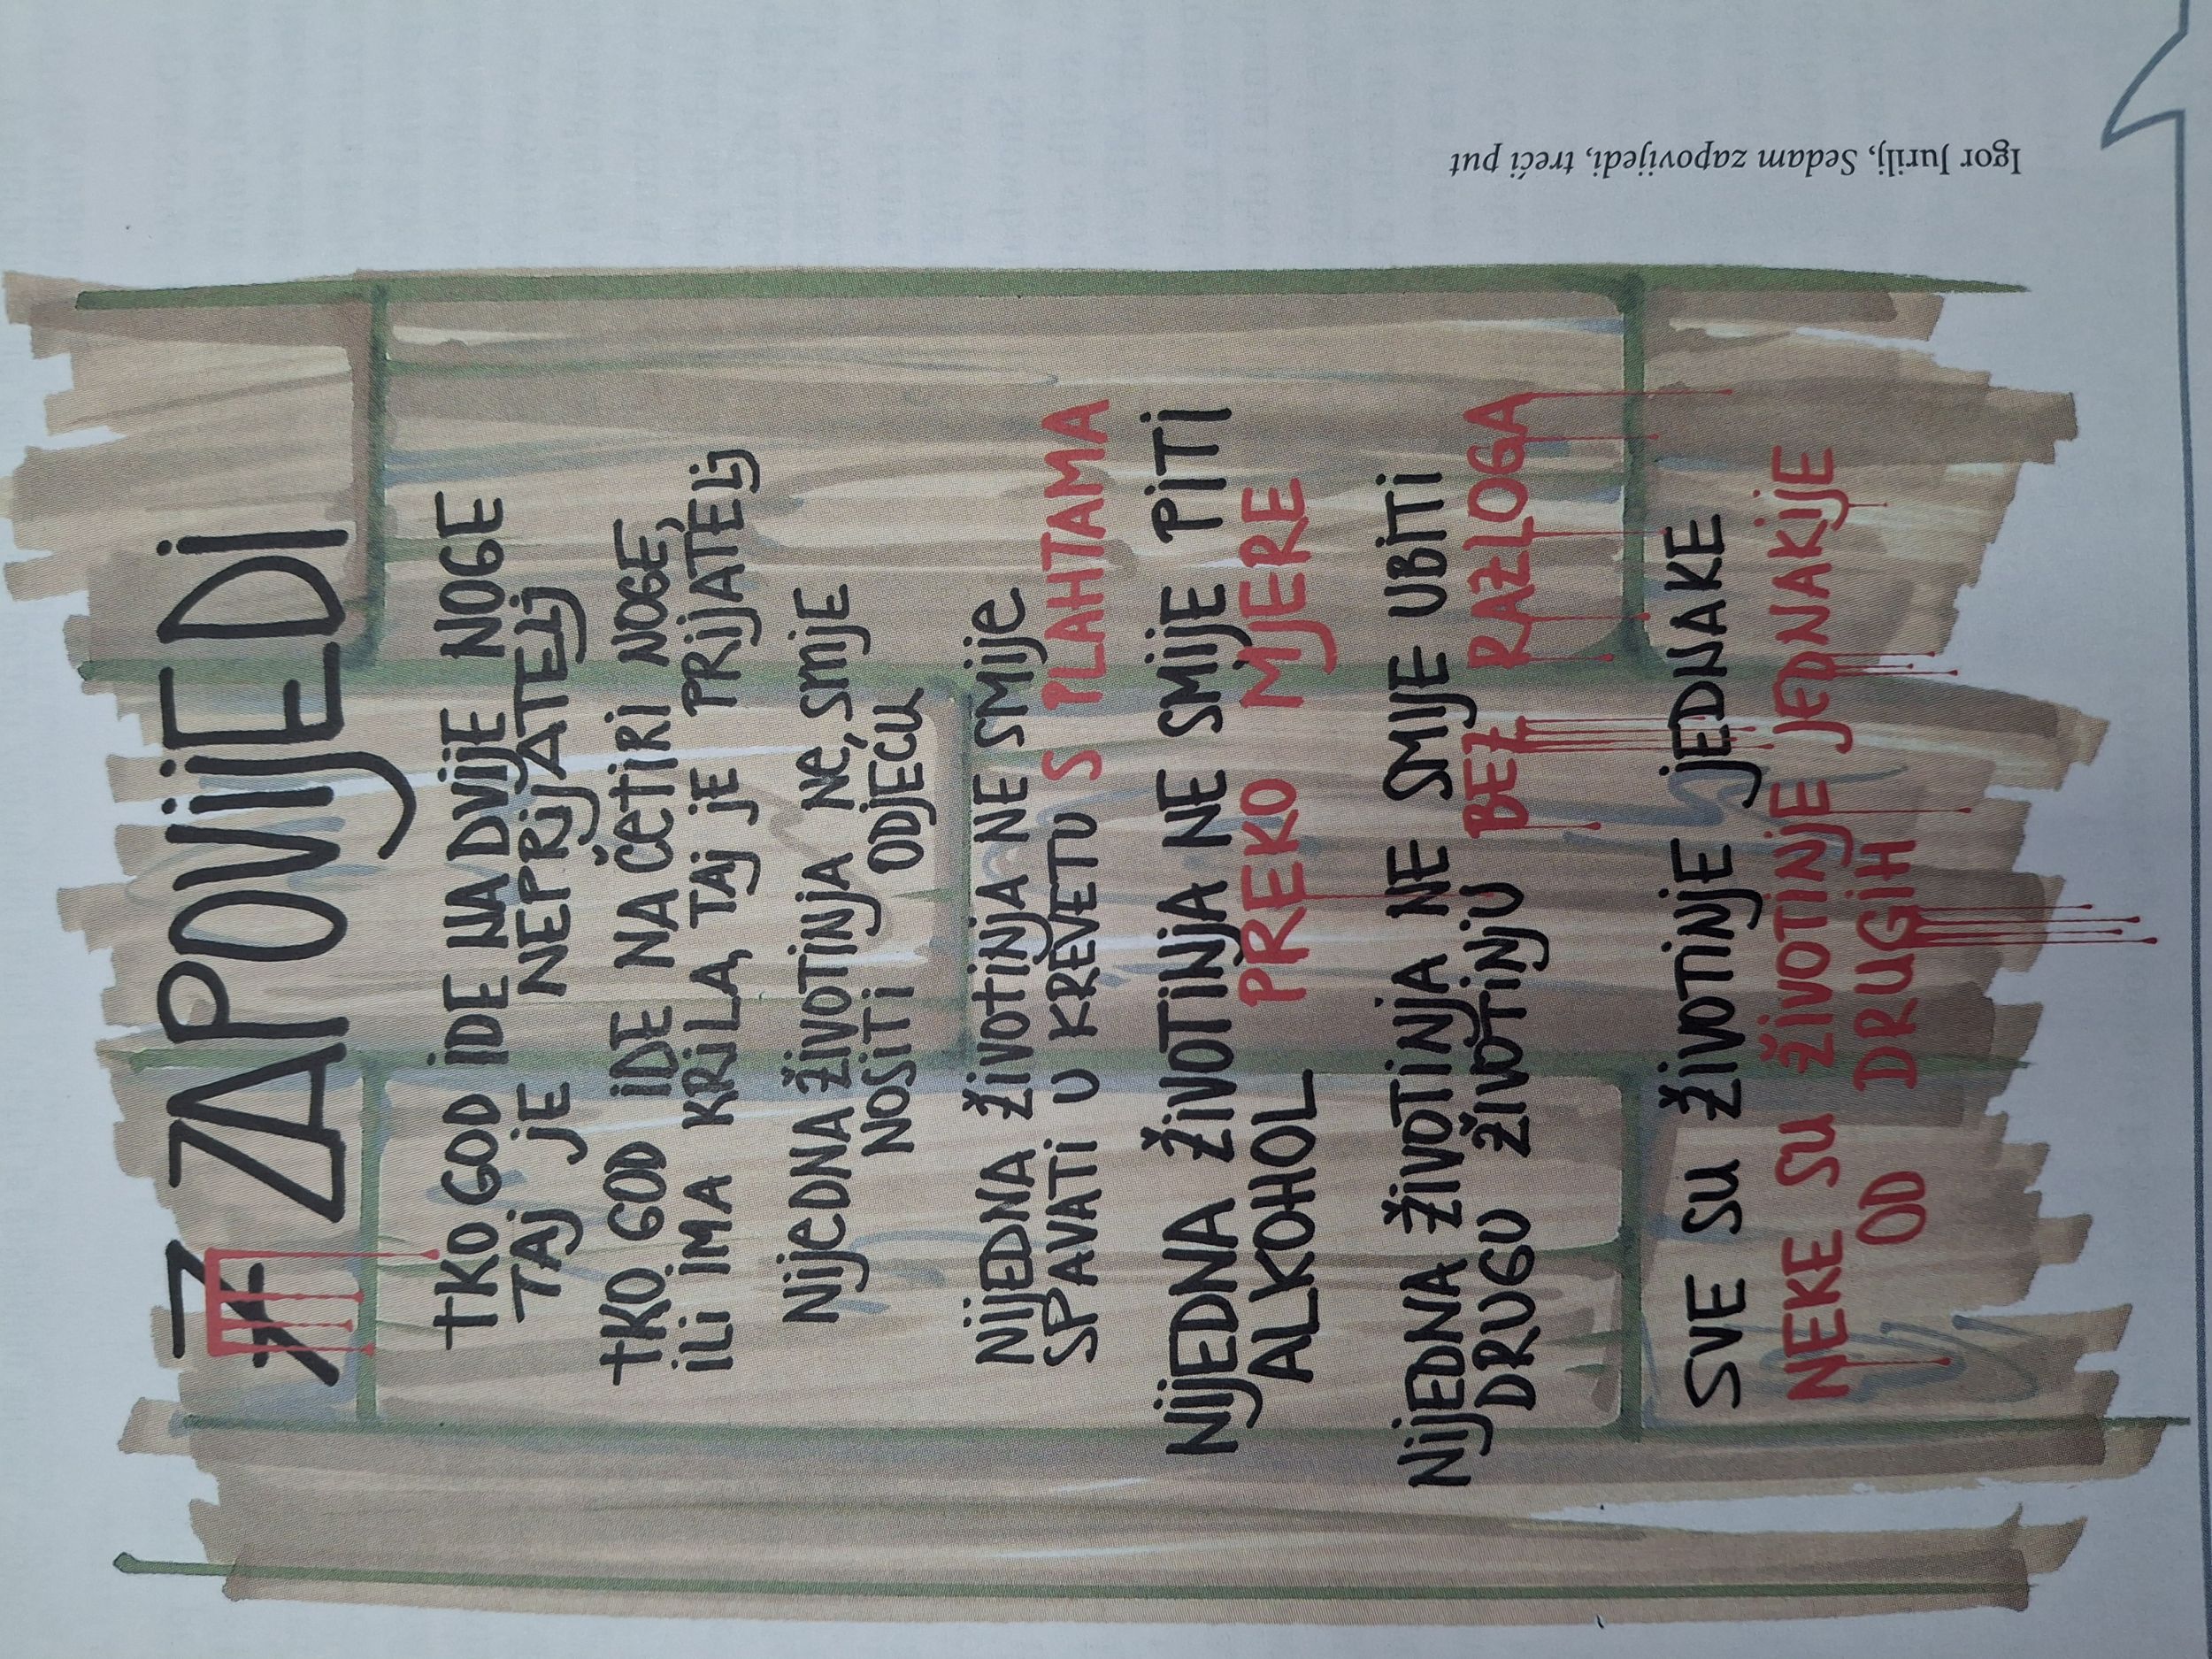 7 ZAPOVIJEDI
TKO GOD IDE NA DVIJE NOGE
TAJ JE NEPRIJATELJ
TKO GOD IDE NA ČETIRI NOGE,
ILI IMA KRILA, TAJ JE PRIJATELJ
NIJEDNA ŽIVOTINJA NE SMIJE
NOSITI ODJEĆU
NIJEDNA ŽIVOTINJA NE SMIJE
SPAVATI U KREVETU S PLAHTAMA
NIJEDNA ŽIVOTINJA NE SMIJE PITI
ALKOHOL PREKO MJERE
NIJEDNA ŽIVOTINJA NE SMIJE UBITI
DRUGU ŽIVOTINJU BEZ RAZLOGA
SVE SU ŽIVOTINJE JEDNAKE
NEKE SU ŽIVOTINJE JEDNAKIJE
OD DRUGIH
Igor Jurilj, Sedam zapovijedi, treći put